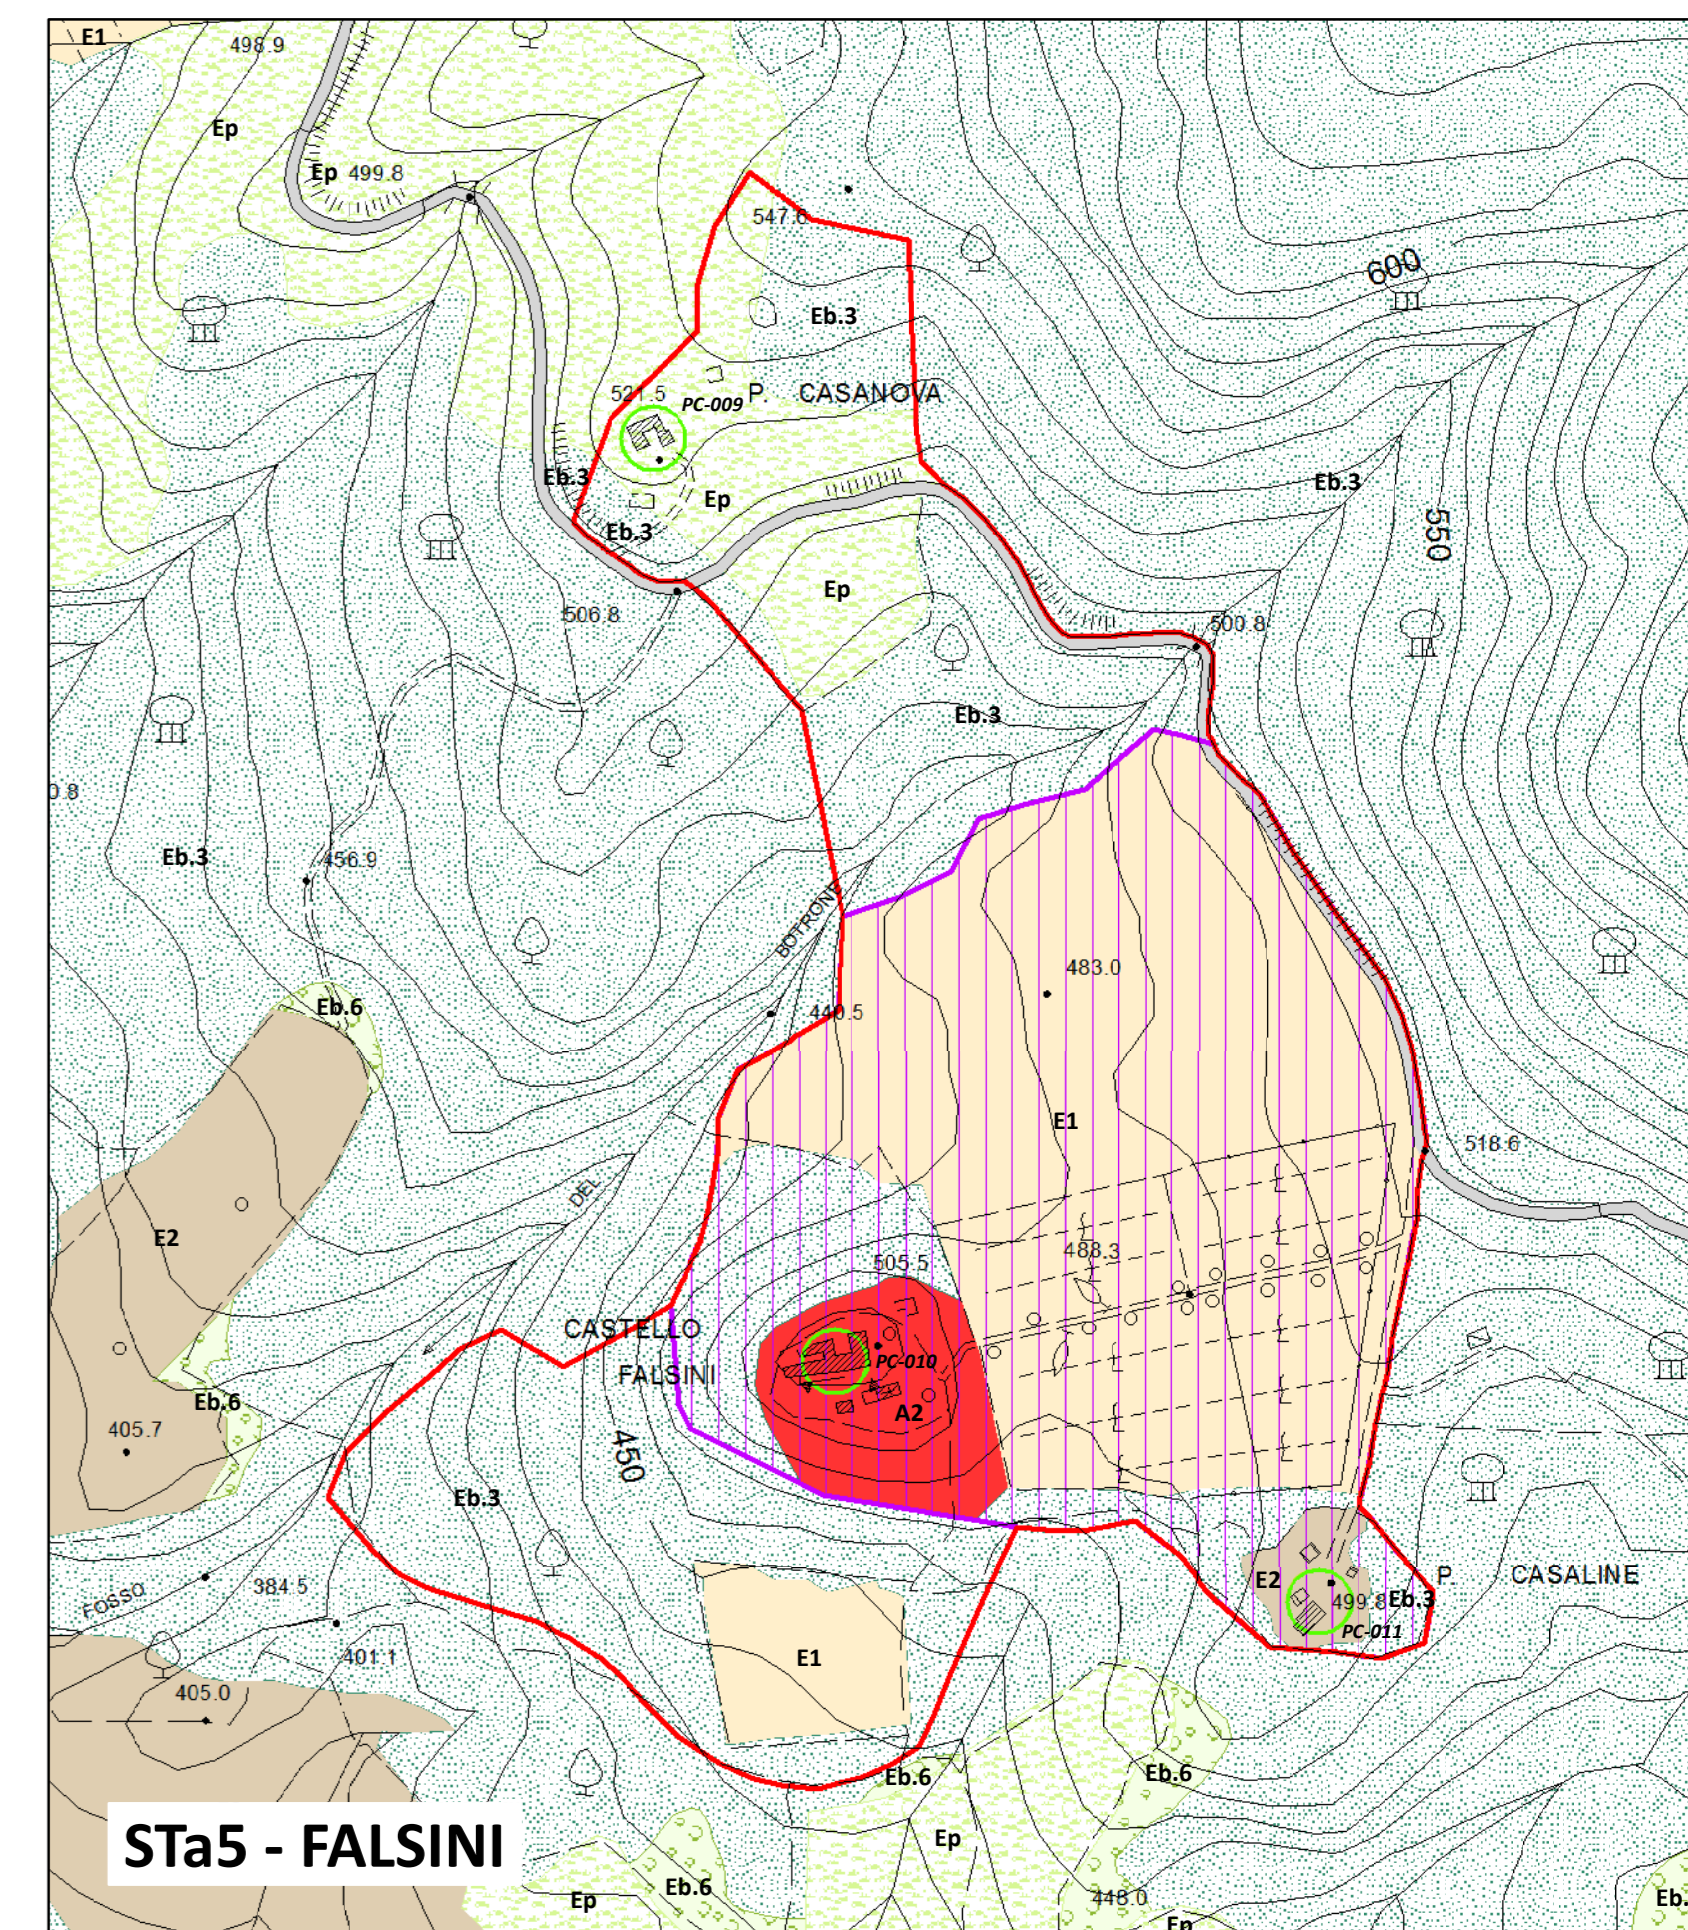 E1
498.9
Ep
Ep 499.8
547.6
600
Eb.3
521.5
PC-009
P. CASANOVA
Eb.3
Ep
Eb.3
Eb.3
550
Ep
506.8
500.8
Eb.3
0.8
Eb.3
456.9
BOTRONE
483.0
Eb.6
440.5
E1
518.6
DEL
E2
488.3
505.5
CASTELLO
FALSINI
PC-010
A2
Eb.6
405.7
450
Eb.3
FOSSO
384.5
E2
P. CASALINE
499.8
Eb.3
PC-011
401.1
E1
405.0
Eb.6
Eb.6
STa5 - FALSINI
Ep
Eb.6
Ep
448.0
Eb.
Ep